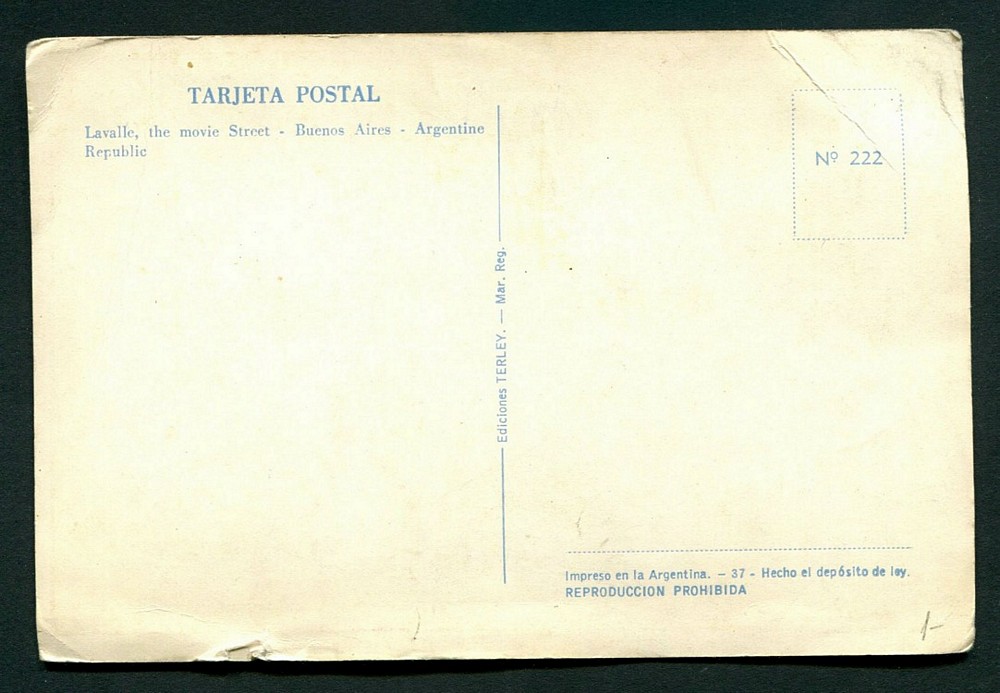 TARJETA POSTAL
Lavalle, the movie Street - Buenos Aires - Argentine
Republic
Ediciones TERLEY. — Mar. Reg.
Nº 222
Impreso en la Argentina. – 37 - Hecho el depósito de ley.
REPRODUCCION PROHIBIDA
1-